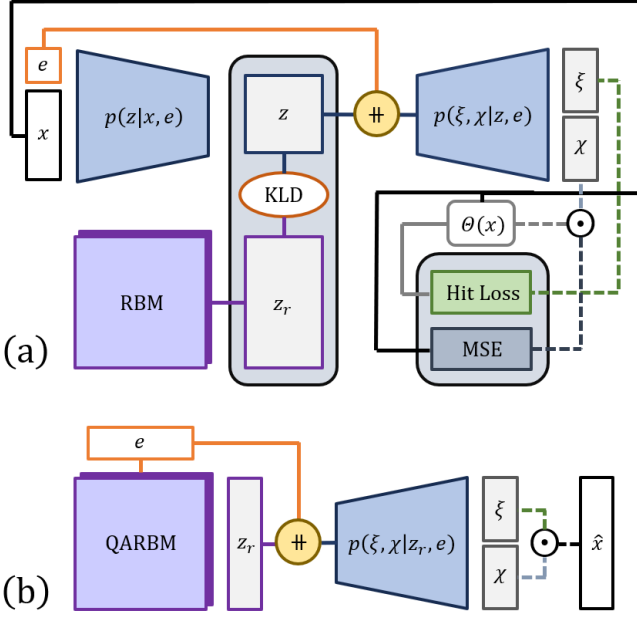 e
x
p(z|x, e)
z
⧺
p(ξ, χ|z, e)
ξ
χ
KLD
Θ(x)
⊙
RBM
z_r
Hit Loss
MSE
(a)
e
QARBM
z_r
⧺
p(ξ, χ|z_r, e)
ξ
χ
⊙
x̂
(b)